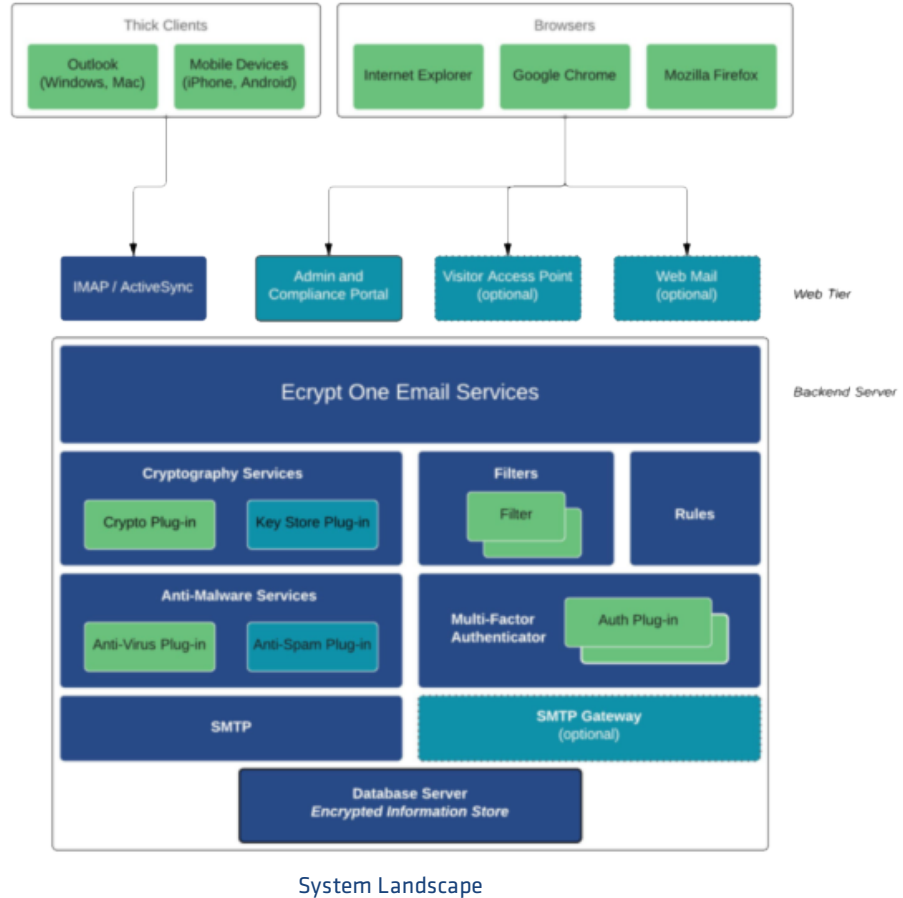 Thick Clients
Browsers
Outlook
(Windows, Mac)
Mobile Devices
(iPhone, Android)
Internet Explorer
Google Chrome
Mozilla Firefox
IMAP / ActiveSync
Admin and
Compliance Portal
Visitor Access Point
(optional)
Web Mail
(optional)
Web Tier
Ecrypt One Email Services
Backend Server
Cryptography Services
Crypto Plug-in
Key Store Plug-in
Filters
Filter
Rules
Anti-Malware Services
Anti-Virus Plug-in
Anti-Spam Plug-in
Multi-Factor
Authenticator
Auth Plug-in
SMTP
SMTP Gateway
(optional)
Database Server
Encrypted Information Store
System Landscape